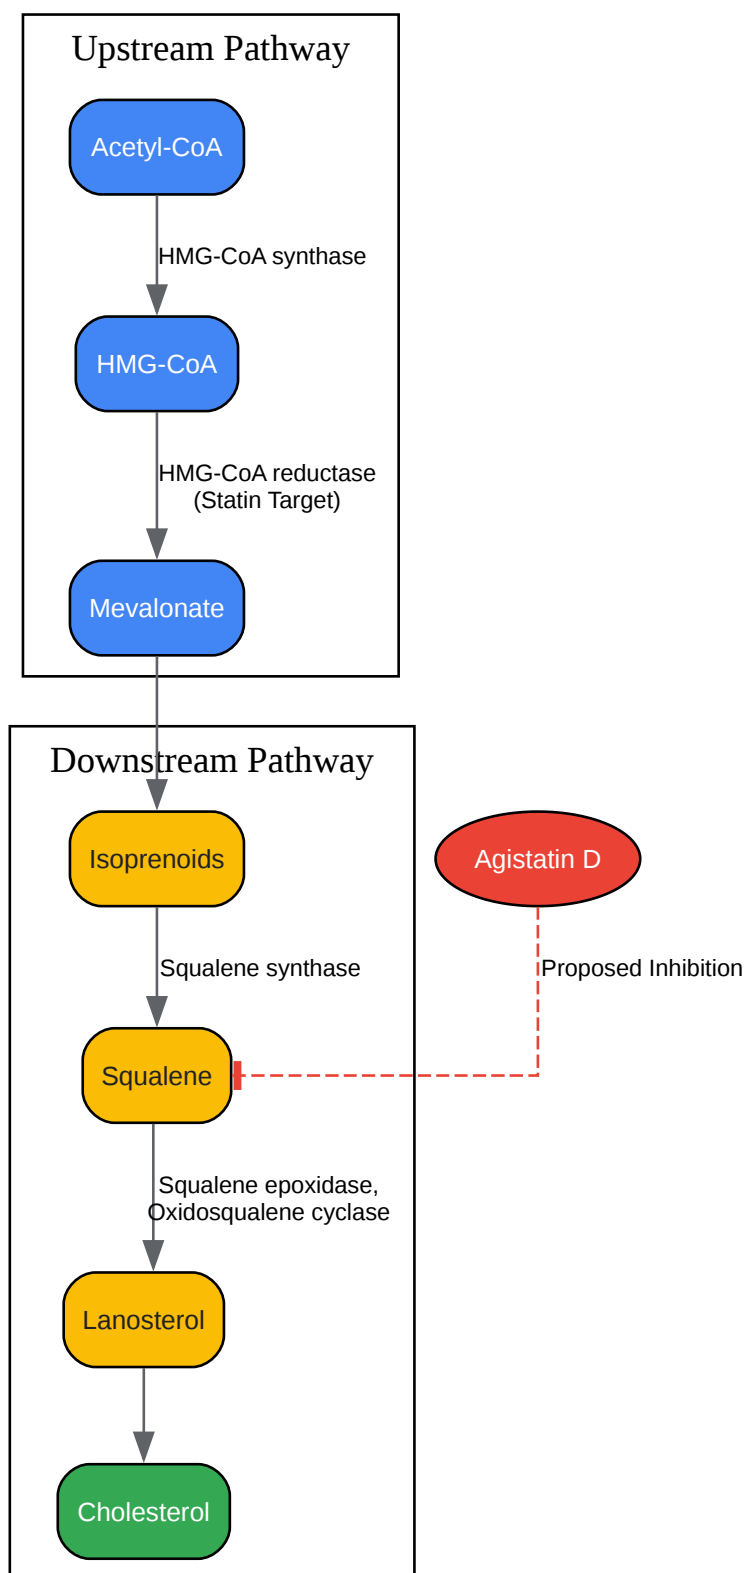 Upstream Pathway
Acetyl-CoA
HMG-CoA synthase
HMG-CoA
HMG-CoA reductase
(Statin Target)
Mevalonate
Downstream Pathway
Isoprenoids
Agistatin D
Squalene synthase
Proposed Inhibition
Squalene
Squalene epoxidase,
Oxidosqualene cyclase
Lanosterol
Cholesterol